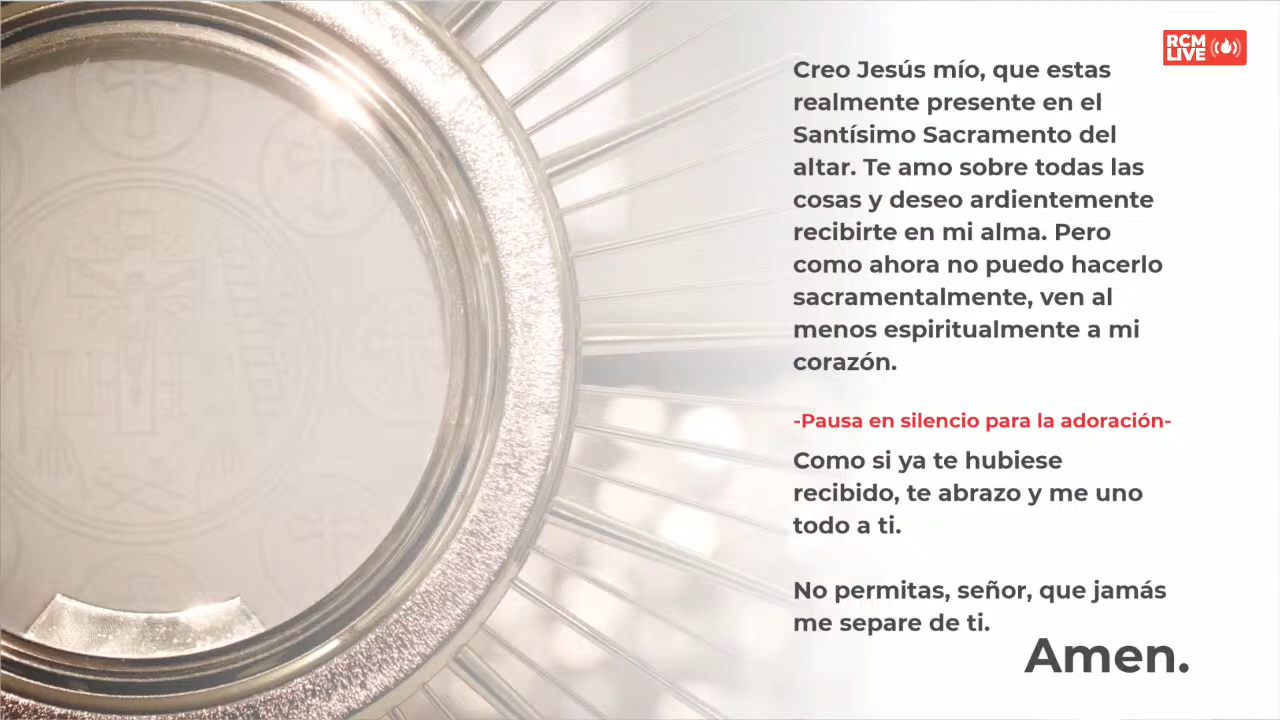 RCM
LIVE
Creo Jesús mío, que estas
realmente presente en el
Santísimo Sacramento del
altar. Te amo sobre todas las
cosas y deseo ardientemente
recibirte en mi alma. Pero
como ahora no puedo hacerlo
sacramentalmente, ven al
menos espiritualmente a mi
corazón.
-Pausa en silencio para la adoración-
Como si ya te hubiese
recibido, te abrazo y me uno
todo a ti.
No permitas, señor, que jamás
me separe de ti.
Amen.